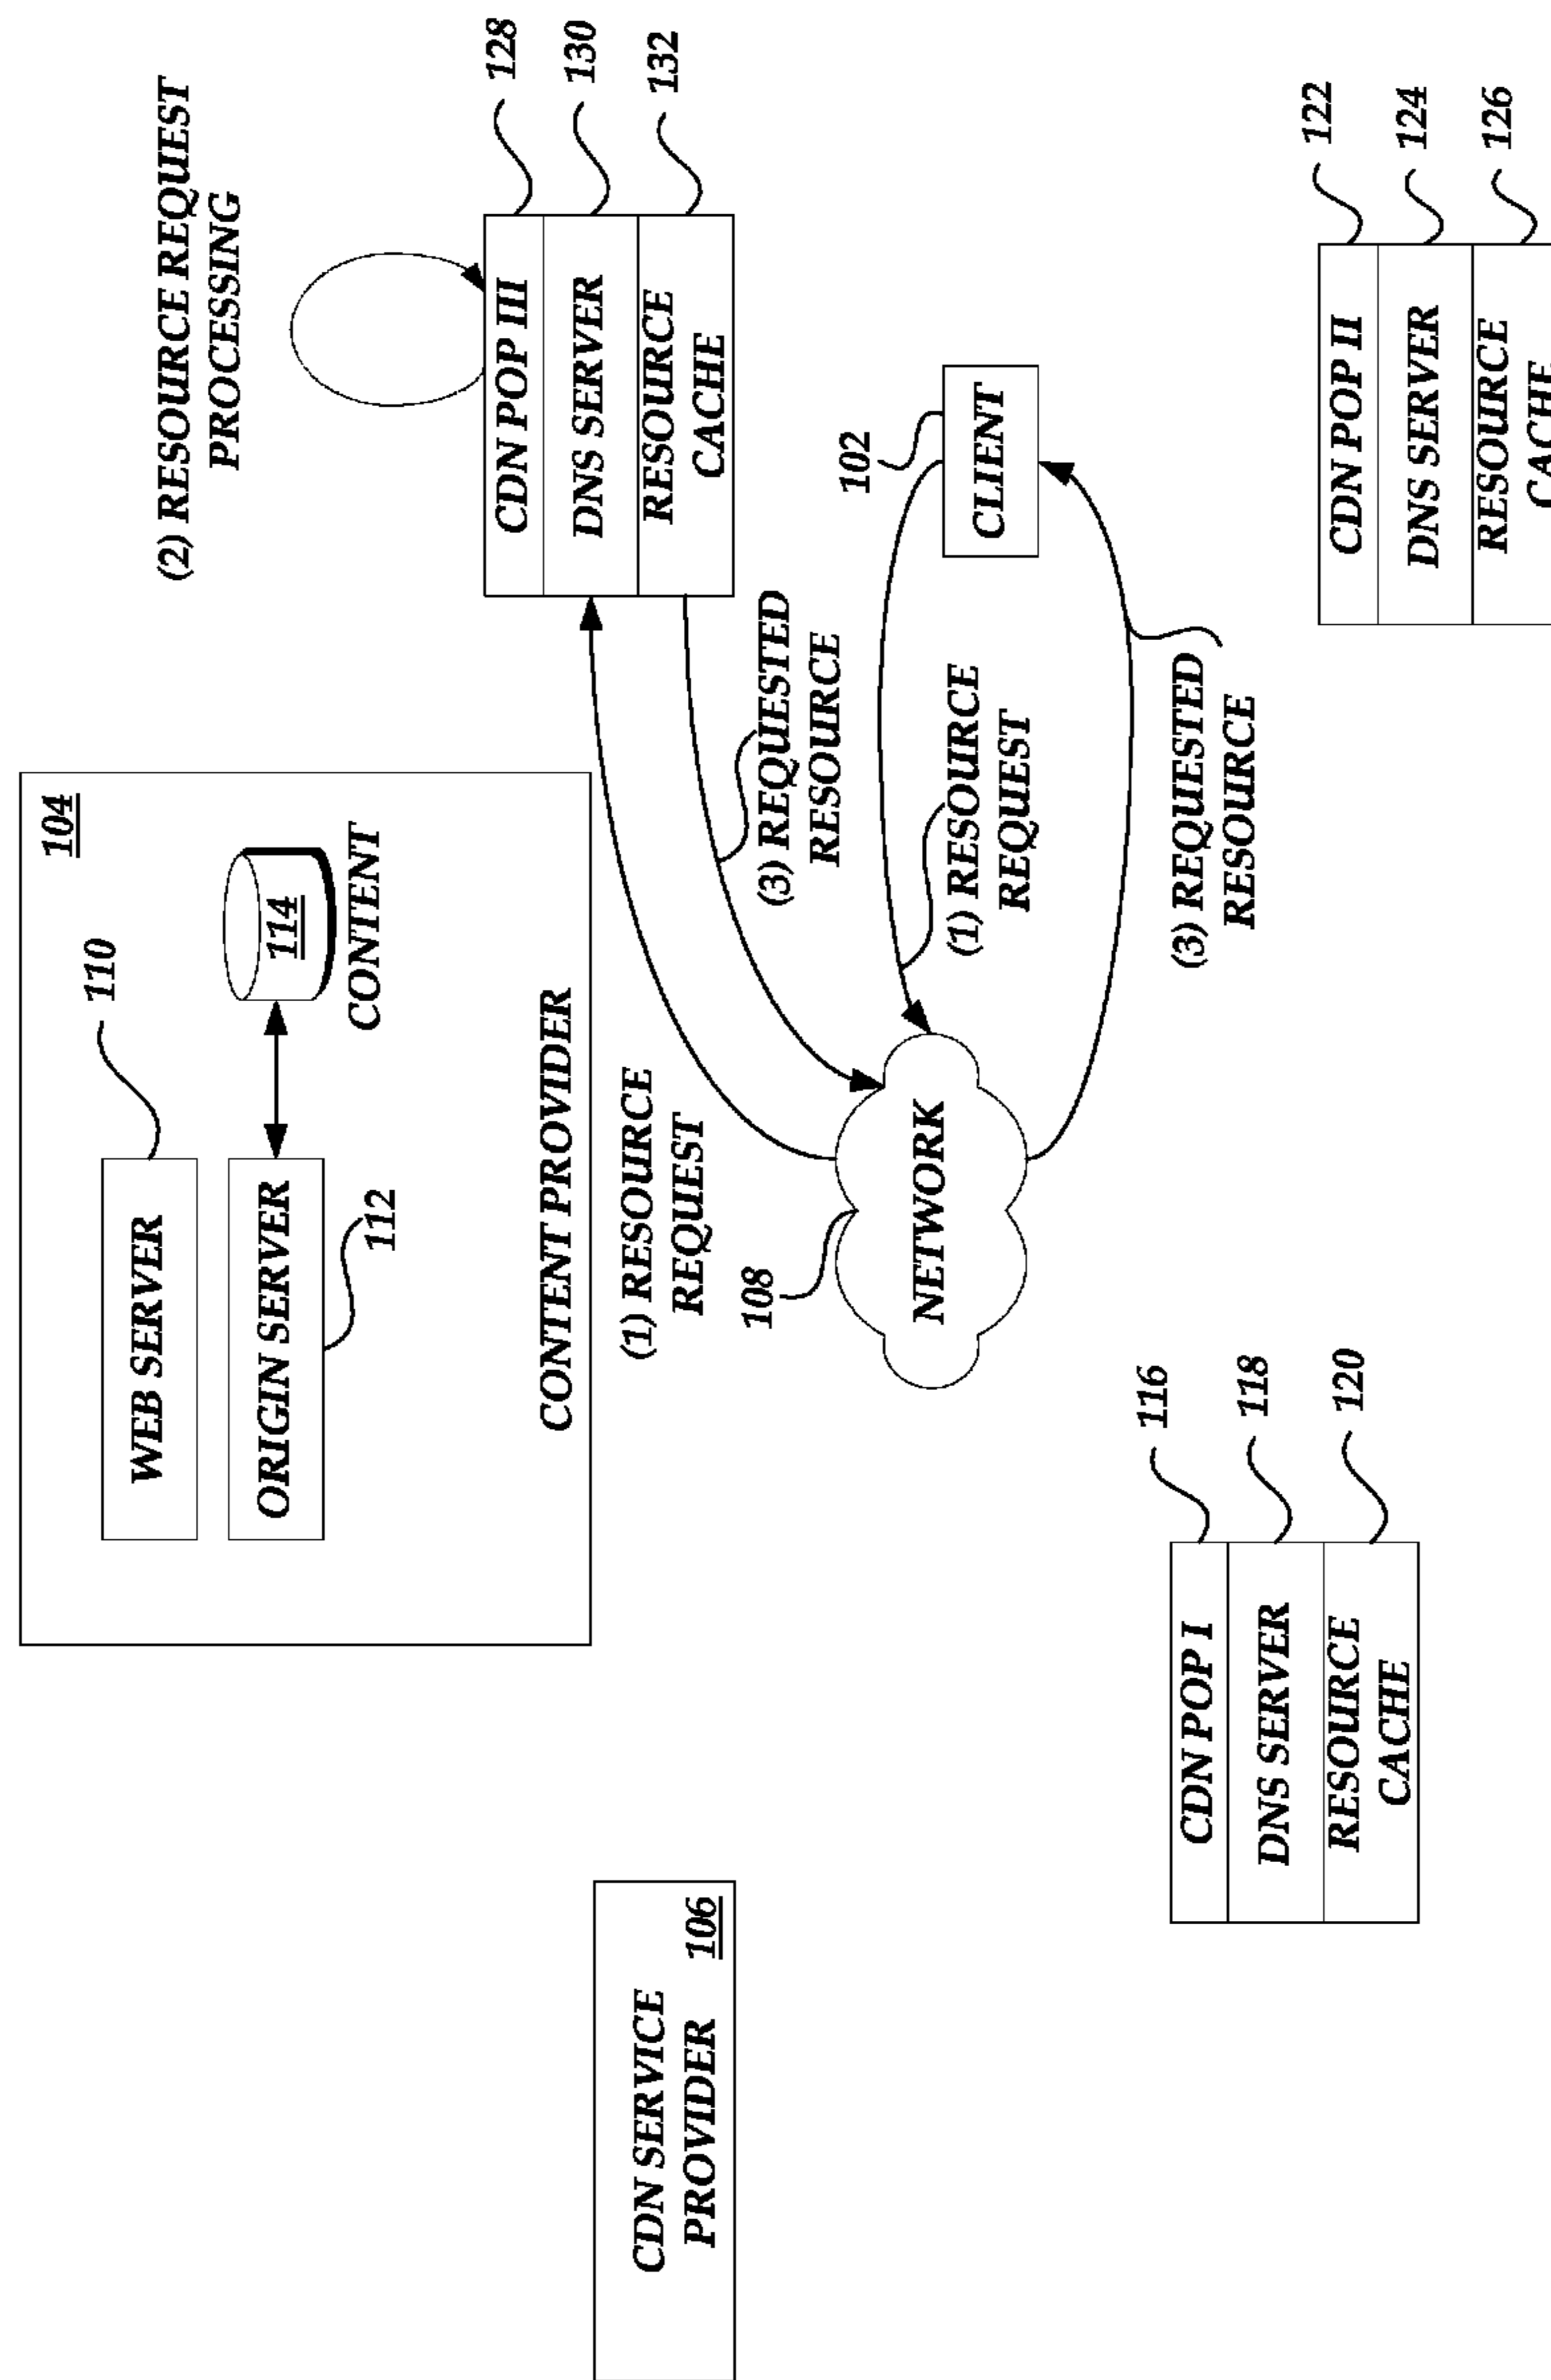 104
WEB SERVER
110
ORIGIN SERVER
112
114
CONTENT
CONTENT PROVIDER
(2) RESOURCE REQUEST
PROCESSING
CDN POP III
128
DNS SERVER
130
RESOURCE
CACHE
132
CDN SERVICE
PROVIDER
106
(1) RESOURCE
REQUEST
(3) REQUESTED
RESOURCE
108
NETWORK
102
CLIENT
(1) RESOURCE
REQUEST
(3) REQUESTED
RESOURCE
CDN POP I
116
DNS SERVER
118
RESOURCE
CACHE
120
CDN POP II
122
DNS SERVER
124
RESOURCE
CACHE
126